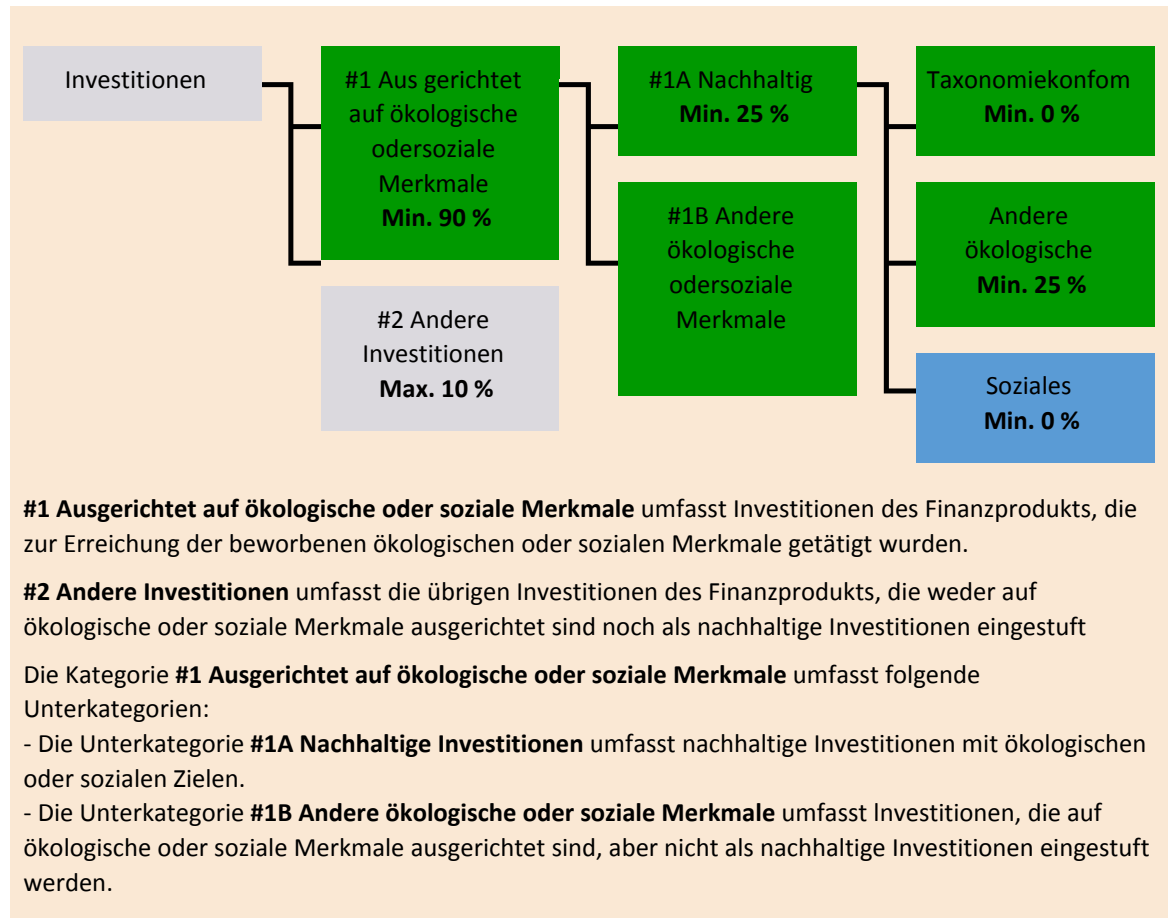 Investitionen
#1 Aus gerichtet
auf ökologische
odersoziale
Merkmale
Min. 90 %
#2 Andere
Investitionen
Max. 10 %
#1A Nachhaltig
Min. 25 %
#1B Andere
ökologische
odersoziale
Merkmale
Taxonomiekonfom
Min. 0 %
Andere
ökologische
Min. 25 %
Soziales
Min. 0 %
#1 Ausgerichtet auf ökologische oder soziale Merkmale umfasst Investitionen des Finanzprodukts, die
zur Erreichung der beworbenen ökologischen oder sozialen Merkmale getätigt wurden.
#2 Andere Investitionen umfasst die übrigen Investitionen des Finanzprodukts, die weder auf
ökologische oder soziale Merkmale ausgerichtet sind noch als nachhaltige Investitionen eingestuft
Die Kategorie #1 Ausgerichtet auf ökologische oder soziale Merkmale umfasst folgende
Unterkategorien:
- Die Unterkategorie #1A Nachhaltige Investitionen umfasst nachhaltige Investitionen mit ökologischen
oder sozialen Zielen.
- Die Unterkategorie #1B Andere ökologische oder soziale Merkmale umfasst lnvestitionen, die auf
ökologische oder soziale Merkmale ausgerichtet sind, aber nicht als nachhaltige Investitionen eingestuft
werden.